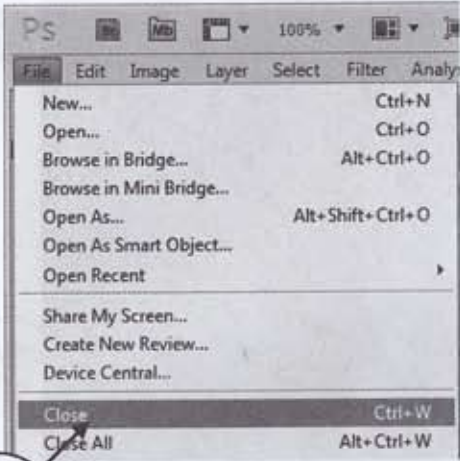 Ps Br Mb 100%
File Edit Image Layer Select Filter Analy
New... Ctrl+N
Open... Ctrl+O
Browse in Bridge... Alt+Ctrl+O
Browse in Mini Bridge...
Open As... Alt+Shift+Ctrl+O
Open As Smart Object...
Open Recent
Share My Screen...
Create New Review...
Device Central...
Close Ctrl+W
Close All Alt+Ctrl+W